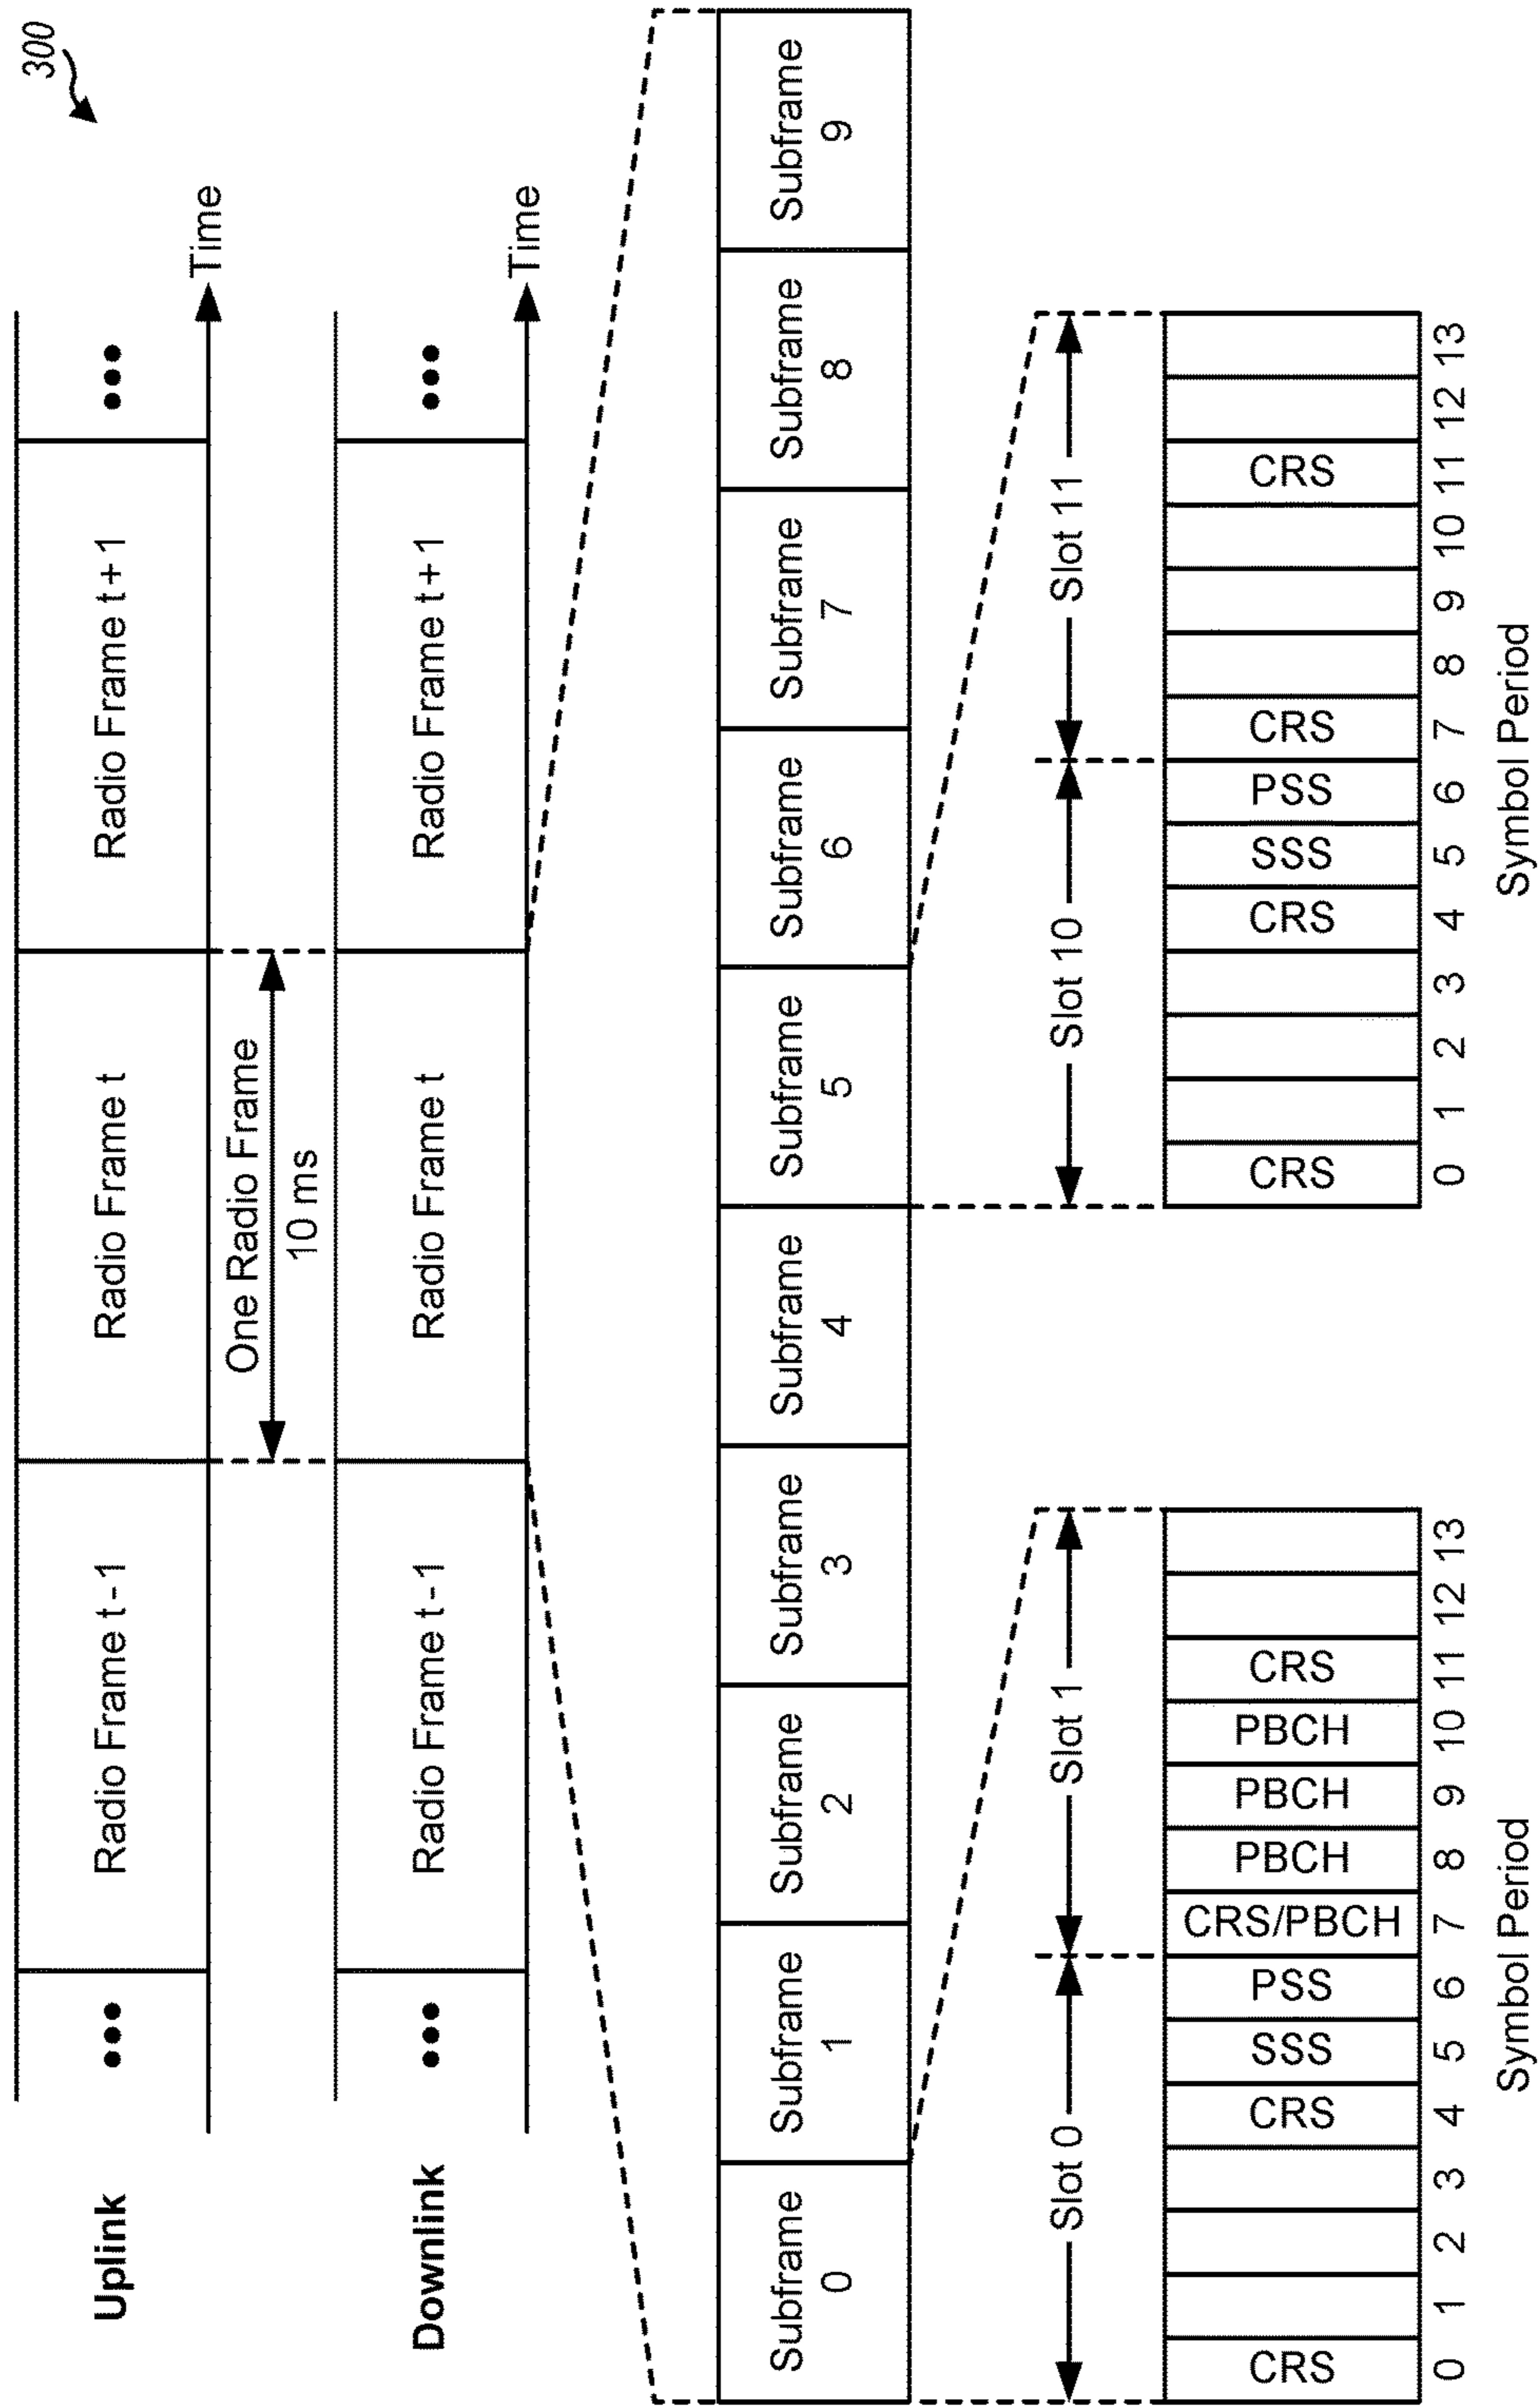 300
Uplink
•••
Radio Frame t-1
Radio Frame t
Radio Frame t+1
•••
Time
One Radio Frame
10 ms
Downlink
•••
Radio Frame t-1
Radio Frame t
Radio Frame t+1
•••
Time
Subframe
0
Subframe
1
Subframe
2
Subframe
3
Subframe
4
Subframe
5
Subframe
6
Subframe
7
Subframe
8
Subframe
9
Slot 0
Slot 1
CRS
CRS
SSS
PSS
CRS/PBCH
PBCH
PBCH
PBCH
CRS
0 1 2 3 4 5 6 7 8 9 10 11 12 13
Symbol Period
Slot 10
Slot 11
CRS
CRS
SSS
PSS
CRS
CRS
0 1 2 3 4 5 6 7 8 9 10 11 12 13
Symbol Period